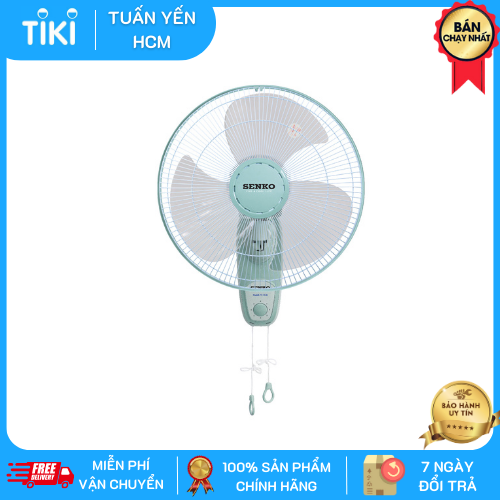 TiKi
TUẤN YẾN
HCM
BÁN
CHẠY NHẤT
SENKO
SENKO
BẢO HÀNH
UY TÍN
FREE
DELIVERY
MIỄN PHÍ
VẬN CHUYỂN
100% SẢN PHẨM
CHÍNH HÃNG
7 NGÀY
ĐỔI TRẢ